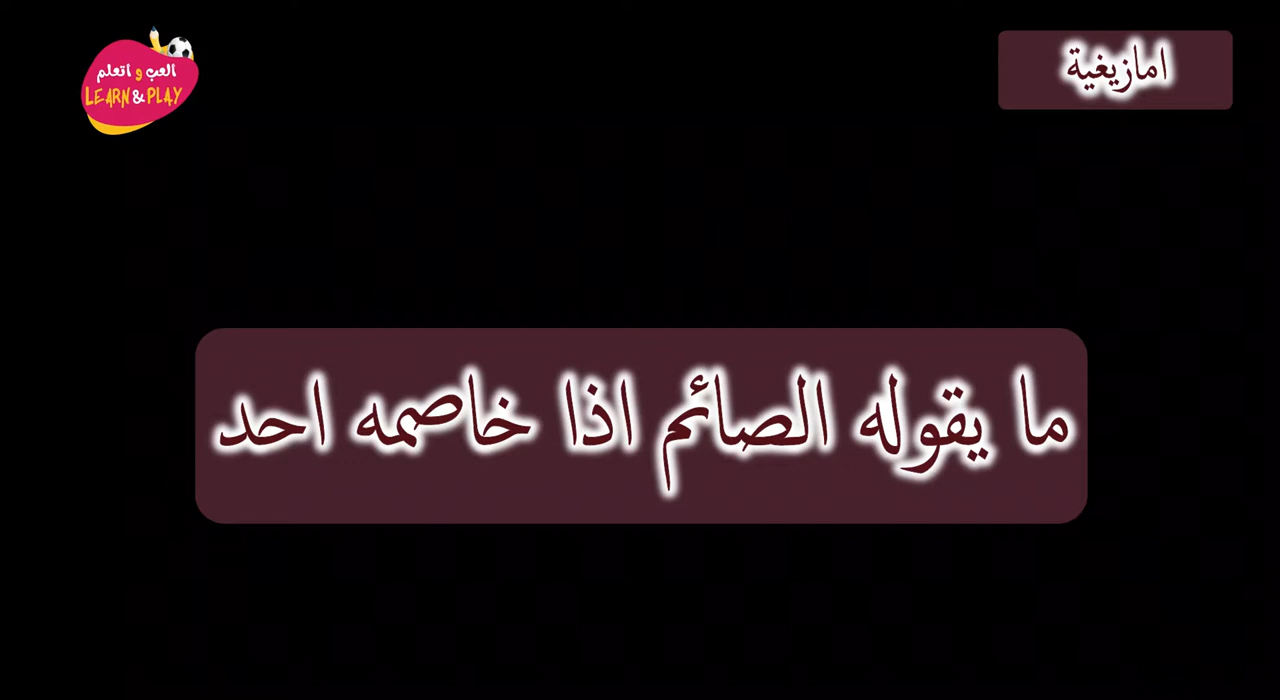 العب و اتعلم
LEARN & PLAY
امازيغية
ما يقوله الصائم اذا خاصمه احد